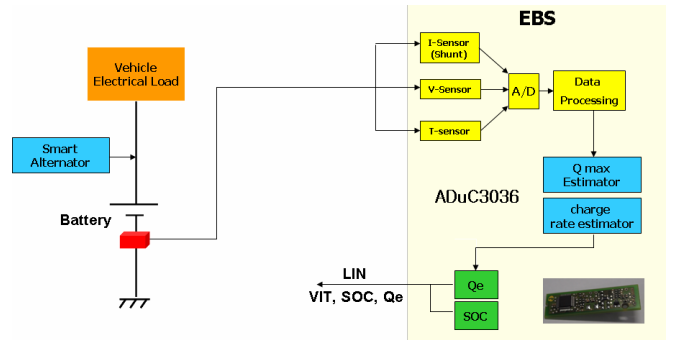 EBS
Vehicle
Electrical Load
Smart
Alternator
Battery
I-Sensor
(Shunt)
V-Sensor
T-sensor
A/D
Data
Processing
Q max
Estimator
charge
rate estimator
ADuC3036
Qe
SOC
LIN
VIT, SOC, Qe